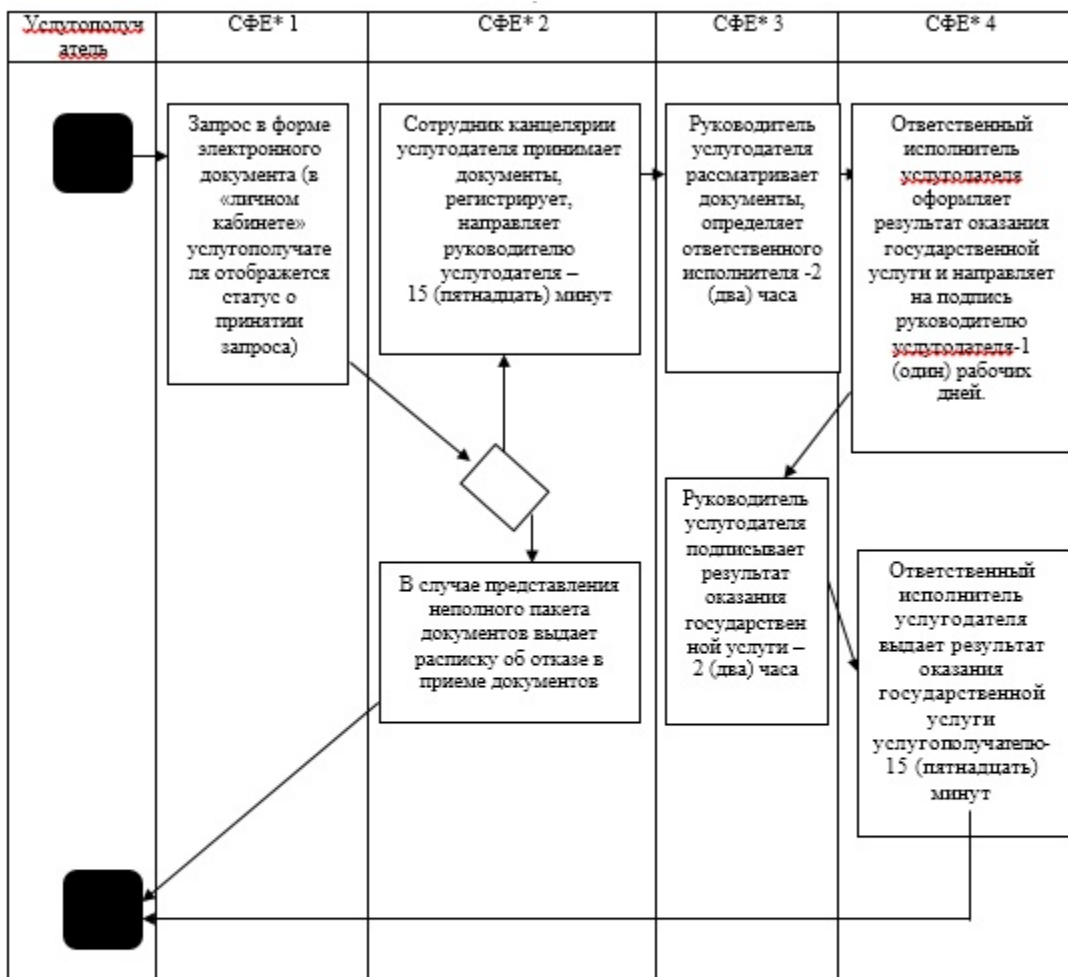 Услугополуч
атель
СФЕ* 1
СФЕ* 2
СФЕ* 3
СФЕ* 4
Запрос в форме
электронного
документа (в
«личном
кабинете»
услугополучате
ля отображется
статус о
принятии
запроса)
Сотрудник канцелярии
услугодателя принимает
документы,
регистрирует,
направляет
руководителю
услугодателя –
15 (пятнадцать) минут
Руководитель
услугодателя
рассматривает
документы,
определяет
ответственного
исполнителя -2
(два) часа
Ответственный
исполнитель
услугодателя
оформляет
результат оказания
государственной
услуги и направляет
на подпись
руководителю
услугодателя-1
(один) рабочих
дней.
В случае представления
неполного пакета
документов выдает
расписку об отказе в
приеме документов
Руководитель
услугодателя
подписывает
результат
оказания
государствен
ной услуги –
2 (два) часа
Ответственный
исполнитель
услугодателя
выдает результат
оказания
государственной
услуги
услугополучателю-
15 (пятнадцать)
минут